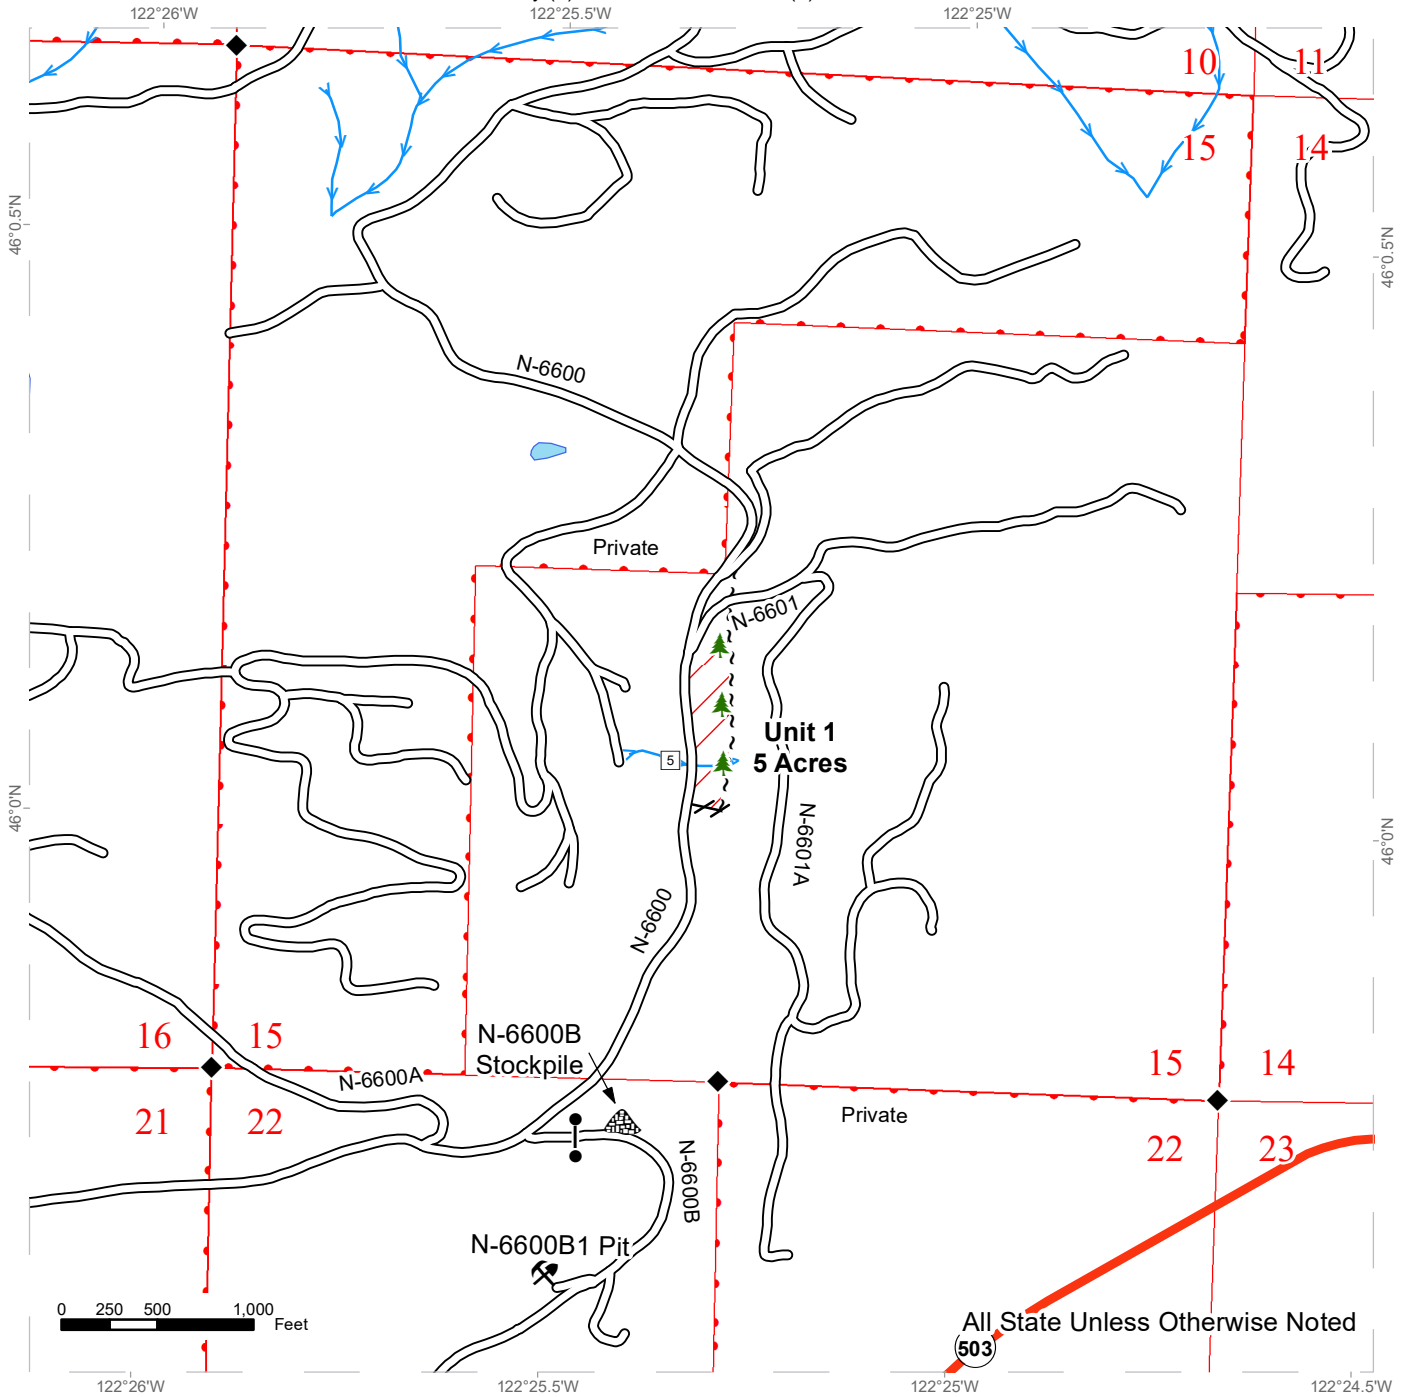 122°26'W
122°25.5'W
122°25'W
10
11
15
14
46°0.5'N
46°0.5'N
N-6600
Private
N-6601
Unit 1
5 Acres
5
46°0'N
46°0'N
N-6601A
N-6600
16
15
N-6600B
Stockpile
15
14
N-6600A
Private
21
22
22
23
N-6600B
N-6600B1 Pit
0 250 500 1,000
Feet
All State Unless Otherwise Noted
503
122°26'W
122°25.5'W
122°25'W
122°24.5'W